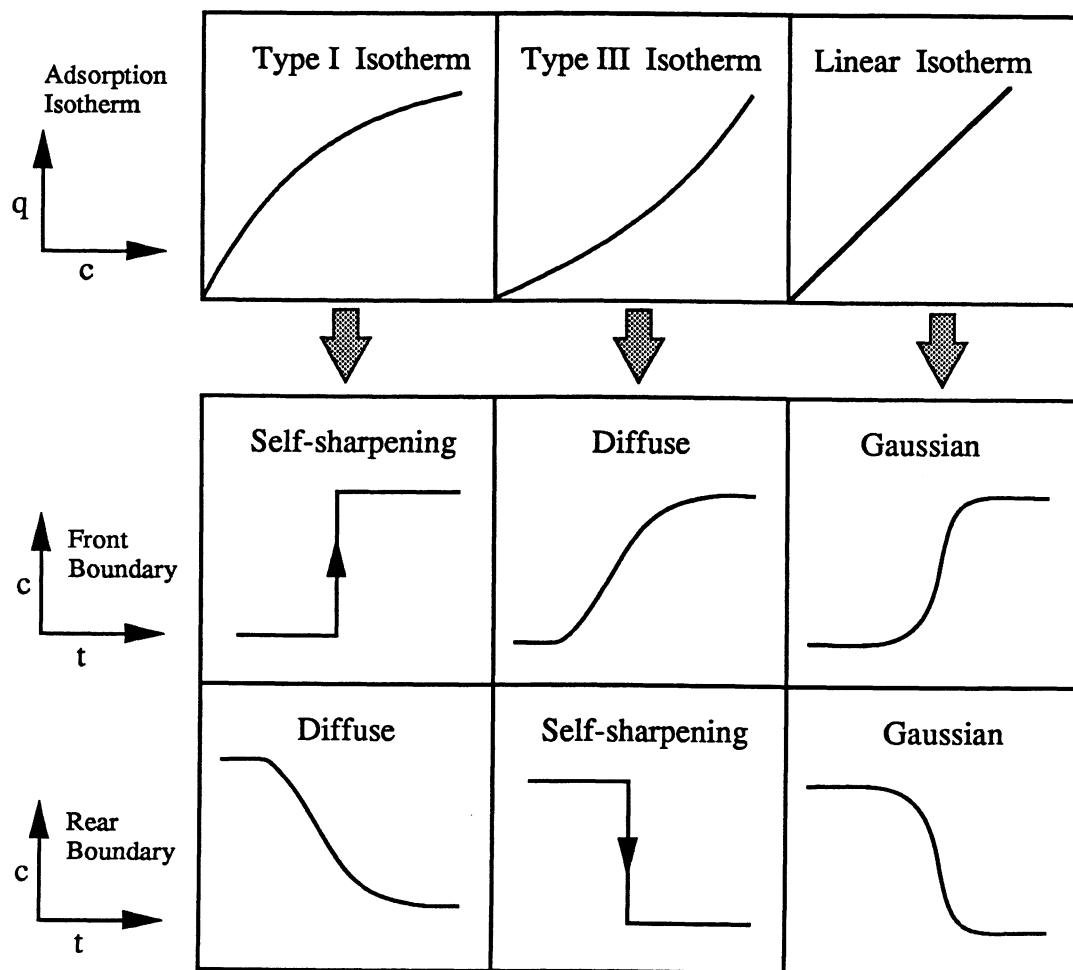 Type I Isotherm
Type III Isotherm
Linear Isotherm
Adsorption
Isotherm
q
c
Self-sharpening
Diffuse
Gaussian
Front
Boundary
c
t
Diffuse
Self-sharpening
Gaussian
Rear
Boundary
c
t